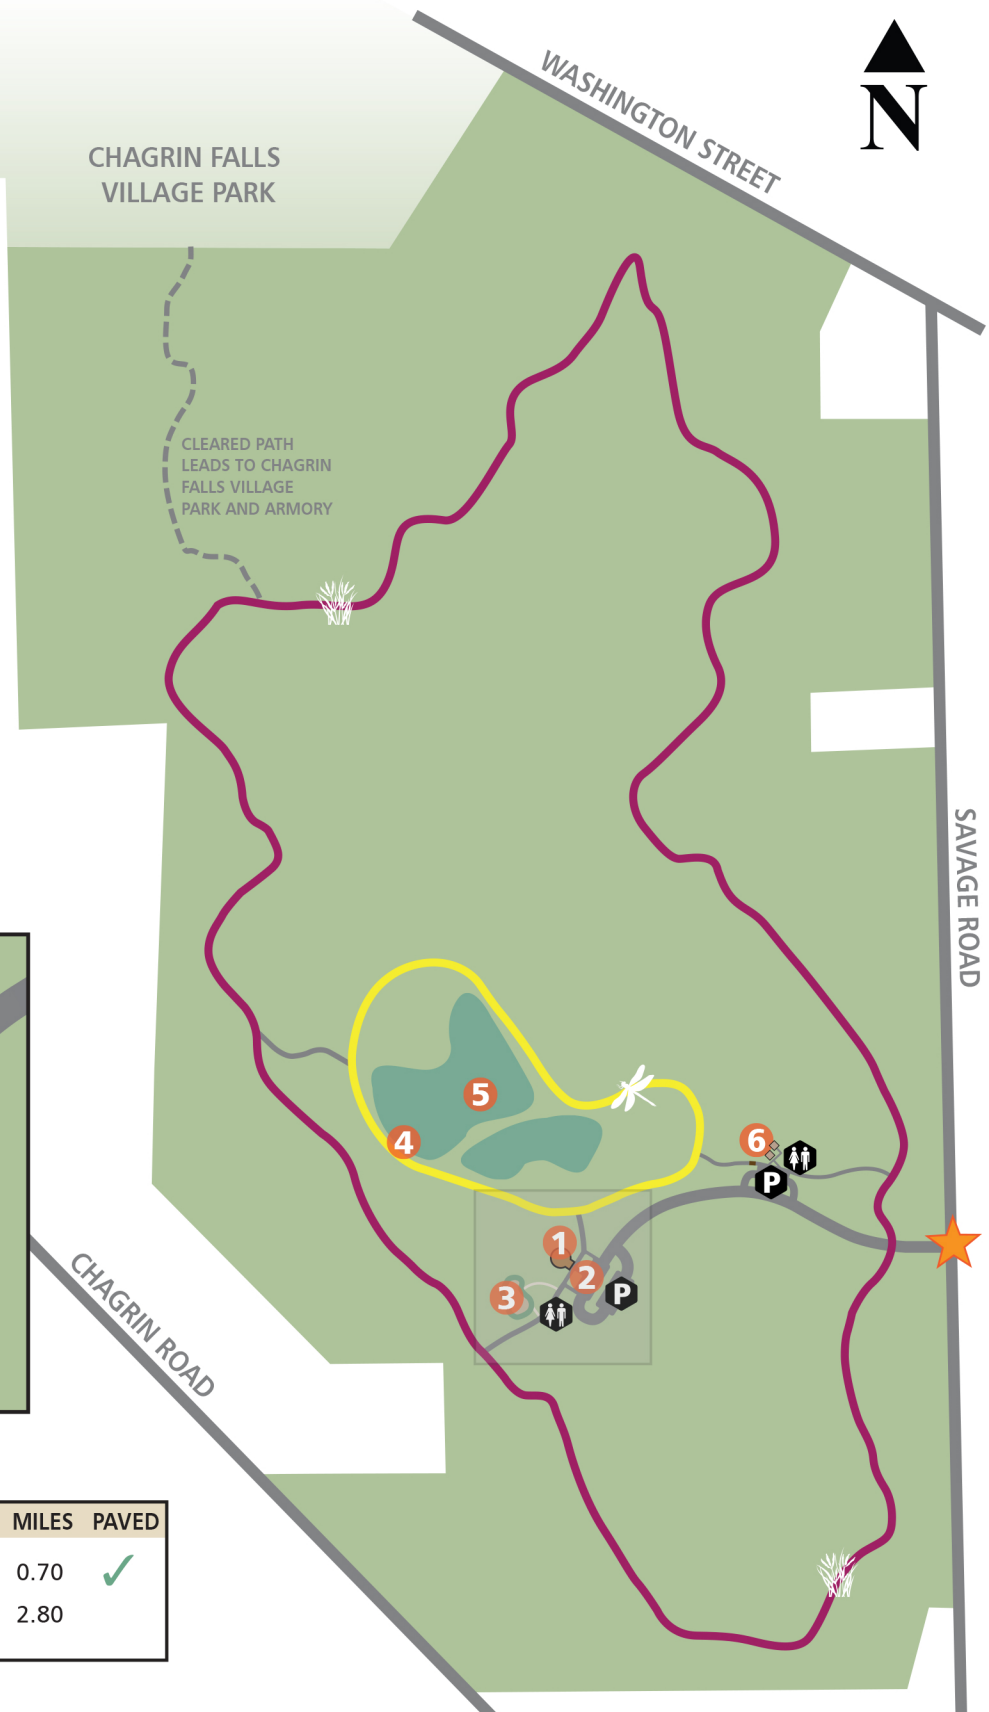 WASHINGTON STREET
N
CHAGRIN FALLS
VILLAGE PARK
CLEARED PATH
LEADS TO CHAGRIN
FALLS VILLAGE
PARK AND ARMORY
SAVAGE ROAD
5
4
6
P
1
2
3
P
CHAGRIN ROAD
MILES PAVED
0.70 ✓
2.80